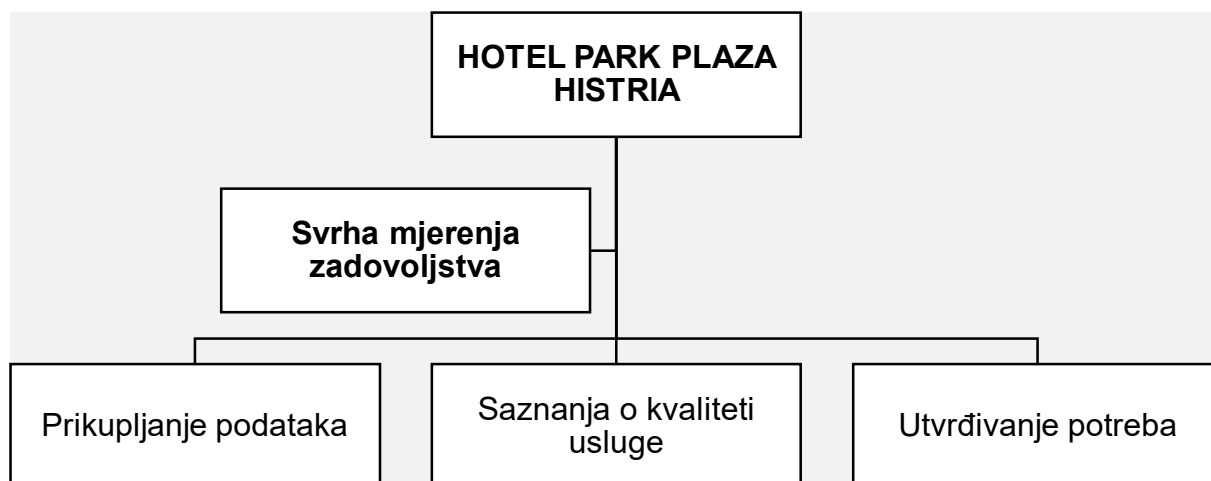 HOTEL PARK PLAZA
HISTRIA
Svrha mjerenja
zadovoljstva
Prikupljanje podataka
Saznanja o kvaliteti
usluge
Utvrđivanje potreba